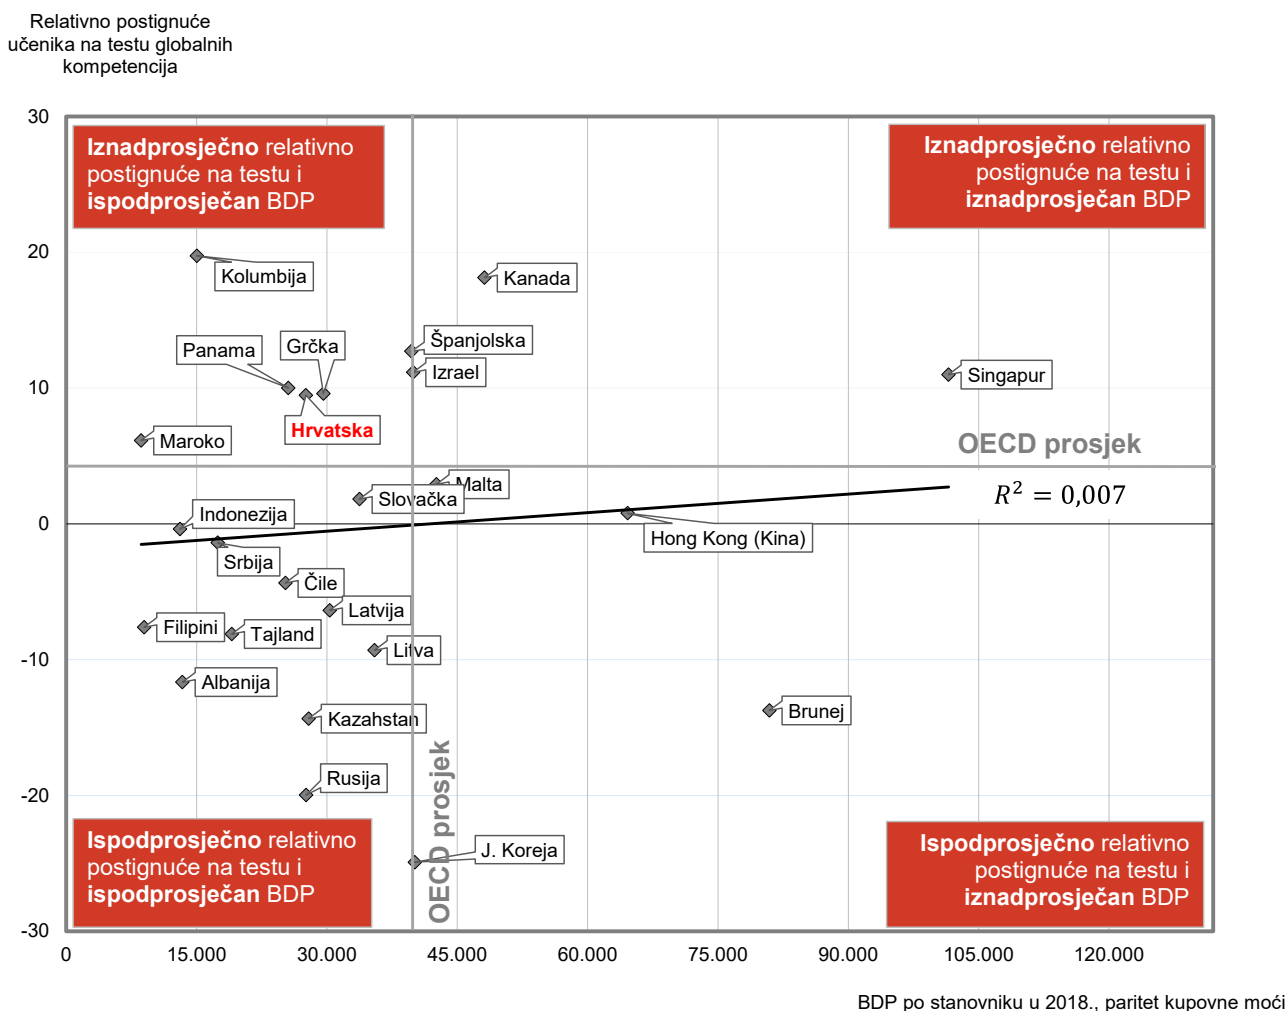 Relativno postignuće
učenika na testu globalnih
kompetencija
30
20
10
0
-10
-20
-30
Iznadprosječno relativno
postignuće na testu i
ispodprosječan BDP
Iznadprosječno relativno
postignuće na testu i
iznadprosječan BDP
Kolumbija
Kanada
Španjolska
Grčka
Panama
Izrael
Singapur
Hrvatska
Maroko
OECD prosjek
Malta
Slovačka
R² = 0,007
Indonezija
Hong Kong (Kina)
Srbija
Čile
Latvija
Filipini
Tajland
Litva
Albanija
Brunej
Kazahstan
Rusija
OECD prosjek
J. Koreja
Ispodprosječno relativno
postignuće na testu i
ispodprosječan BDP
Ispodprosječno relativno
postignuće na testu i
iznadprosječan BDP
0
15.000
30.000
45.000
60.000
75.000
90.000
105.000
120.000
BDP po stanovniku u 2018., paritet kupovne moći